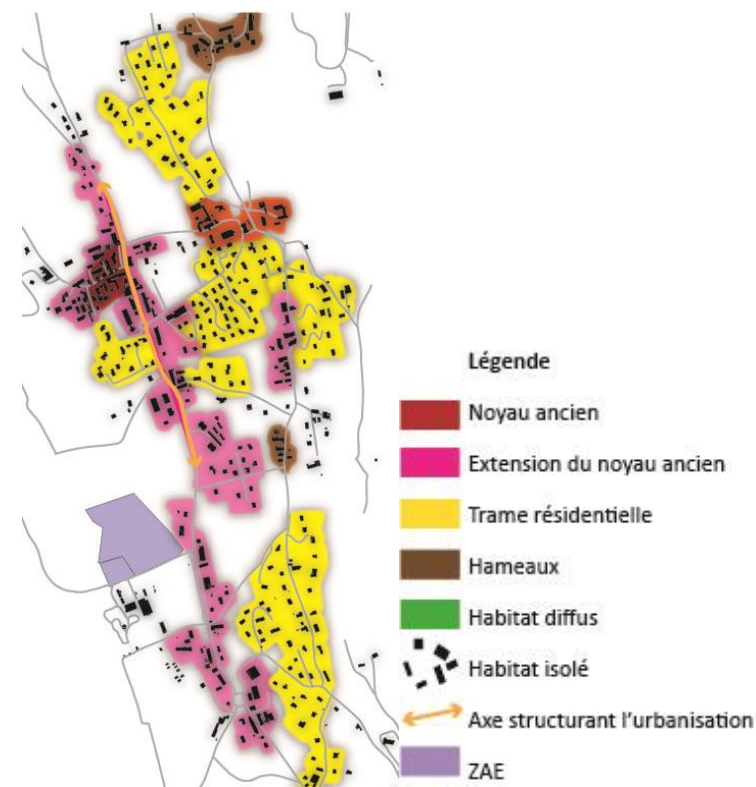 Légende
Noyau ancien
Extension du noyau ancien
Trame résidentielle
Hameaux
Habitat diffus
Habitat isolé
Axe structurant l'urbanisation
ZAE